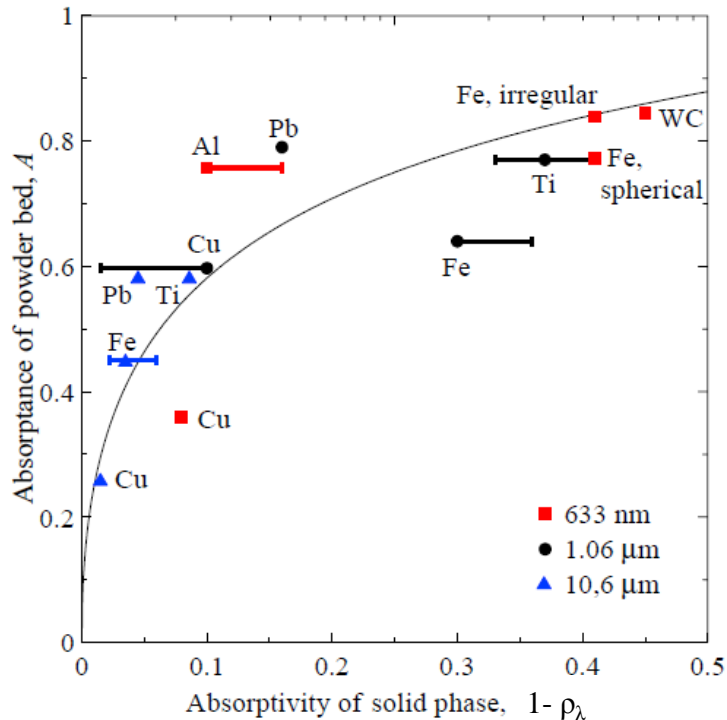 1
Fe, irregular
WC
Pb
Al
0.8
Fe,
spherical
Ti
Cu
Fe
0.6
Pb
Ti
Fe
0.4
Cu
Cu
0.2
633 nm
1.06 μm
10,6 μm
0
0
0.1
0.2
0.3
0.4
0.5
Absorptance of powder bed, A
Absorptivity of solid phase, 1- ρλ